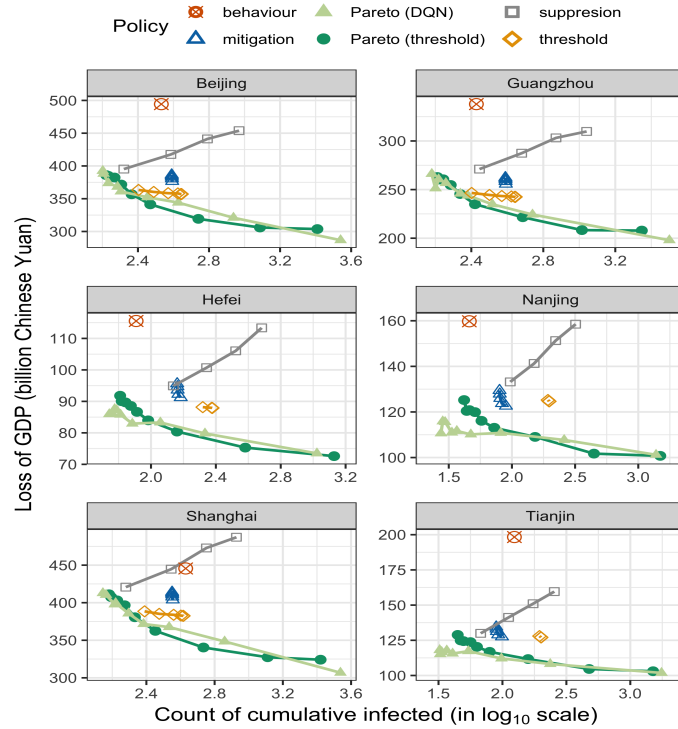 Policy
behaviour Pareto (DQN) suppresion
mitigation Pareto (threshold) threshold
Loss of GDP (billion Chinese Yuan)
Beijing
500
450
400
350
300
2.4 2.8 3.2 3.6
Guangzhou
300
250
200
2.4 2.8 3.2
Hefei
110
100
90
80
70
2.0 2.4 2.8 3.2
Nanjing
160
140
120
100
1.5 2.0 2.5 3.0
Shanghai
450
400
350
300
2.4 2.8 3.2 3.6
Tianjin
200
175
150
125
100
1.5 2.0 2.5 3.0
Count of cumulative infected (in log₁₀ scale)